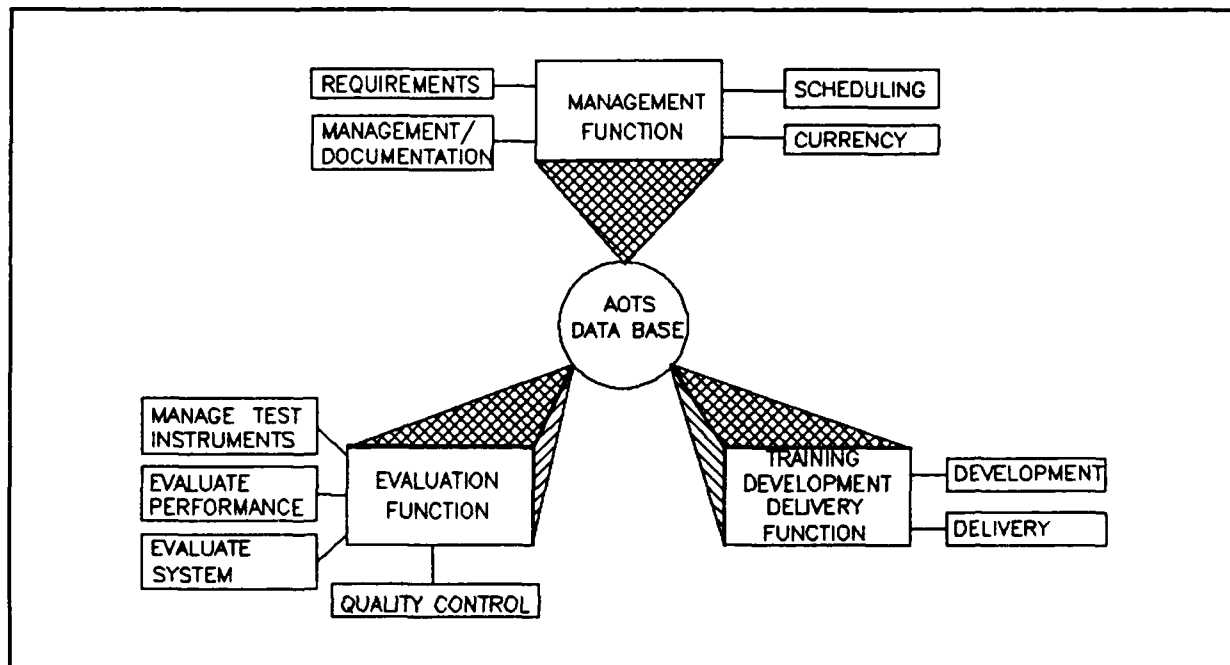 REQUIREMENTS
MANAGEMENT/
DOCUMENTATION
MANAGEMENT
FUNCTION
SCHEDULING
CURRENCY
AOTS
DATA BASE
MANAGE TEST
INSTRUMENTS
EVALUATE
PERFORMANCE
EVALUATE
SYSTEM
EVALUATION
FUNCTION
QUALITY CONTROL
TRAINING
DEVELOPMENT
DELIVERY
FUNCTION
DEVELOPMENT
DELIVERY